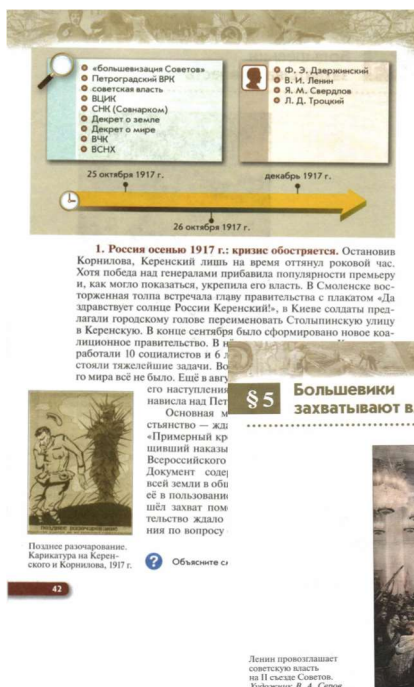 «большевизация Советов»
Петроградский ВРК
советская власть
ВЦИК
СНК (Совнарком)
Декрет о земле
Декрет о мире
ВЧК
ВСНХ
Ф. Э. Дзержинский
В. И. Ленин
Я. М. Свердлов
Л. Д. Троцкий
25 октября 1917 г.
декабрь 1917 г.
26 октября 1917 г.
1. Россия осенью 1917 г.: кризис обостряется. Остановив
Корнилова, Керенский лишь на время оттянул роковой час.
Хотя победа над генералами прибавила популярности премьеру
и, как могло показаться, укрепила его власть. В Смоленске вос-
торженная толпа встречала главу правительства с плакатом «Да
здравствует солнце России Керенский!», в Киеве солдаты пред-
лагали городскому голове переименовать Столыпинскую улицу
в Керенскую. В конце сентября было сформировано новое коа-
лиционное правительство. В
работали 10 социалистов и 6
стояли тяжелейшие задачи. Во
го мира всё не было. Ещё в авгу
его наступления
нависла над Пет
Основная м
стьянство — жда
«Примерный кр
щивший наказы
Всероссийского
Документ содер
всей земли в общ
её в пользование
шёл захват пом
тельство ждало
ния по вопросу
Позднее разочарование.
Карикатура на Керен-
ского и Корнилова, 1917 г.
? Объясните
42
§ 5 Большевики
захватывают в
Ленин провозглашает
советскую власть
на II съезде Советов.
Художник В. А. Серов